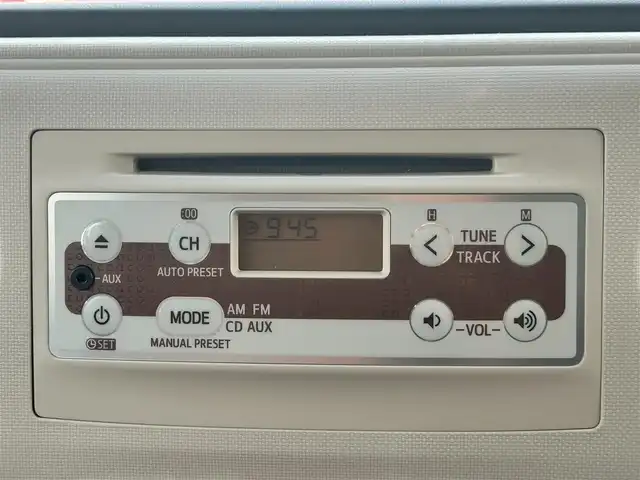 :00
H
M
CH
9:45
TUNE
TRACK
AUTO PRESET
AUX
MODE
AM FM
CD AUX
VOL
SET
MANUAL PRESET